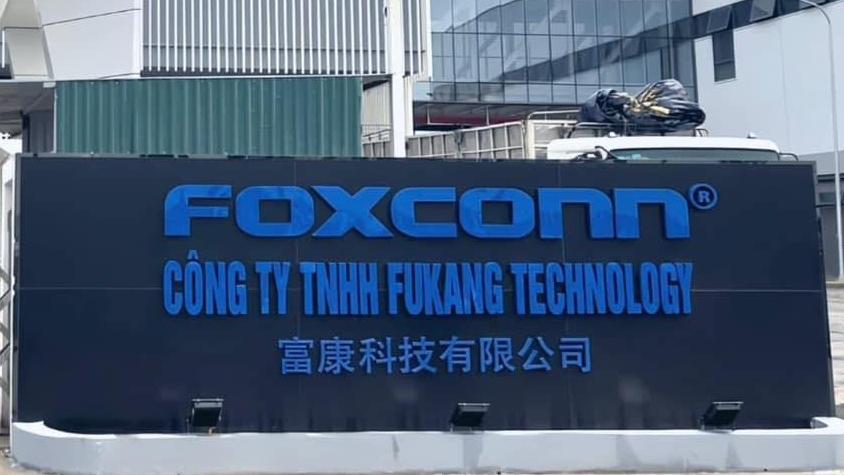 FOXCONN®
CÔNG TY TNHH FUKANG TECHNOLOGY
富康科技有限公司